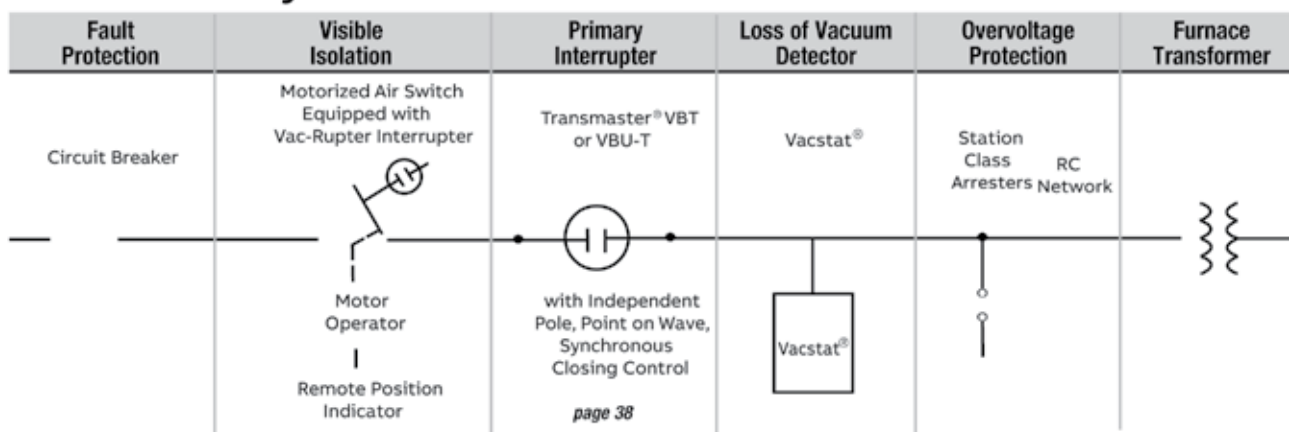 Fault
Protection
Visible
Isolation
Primary
Interrupter
Loss of Vacuum
Detector
Overvoltage
Protection
Furnace
Transformer
Circuit Breaker
Motorized Air Switch
Equipped with
Vac-Rupter Interrupter
Motor
Operator
Remote Position
Indicator
Transmaster® VBT
or VBU-T
with Independent
Pole, Point on Wave,
Synchronous
Closing Control
page 38
Vacstat®
Vacstat®
Station
Class
Arresters
RC
Network